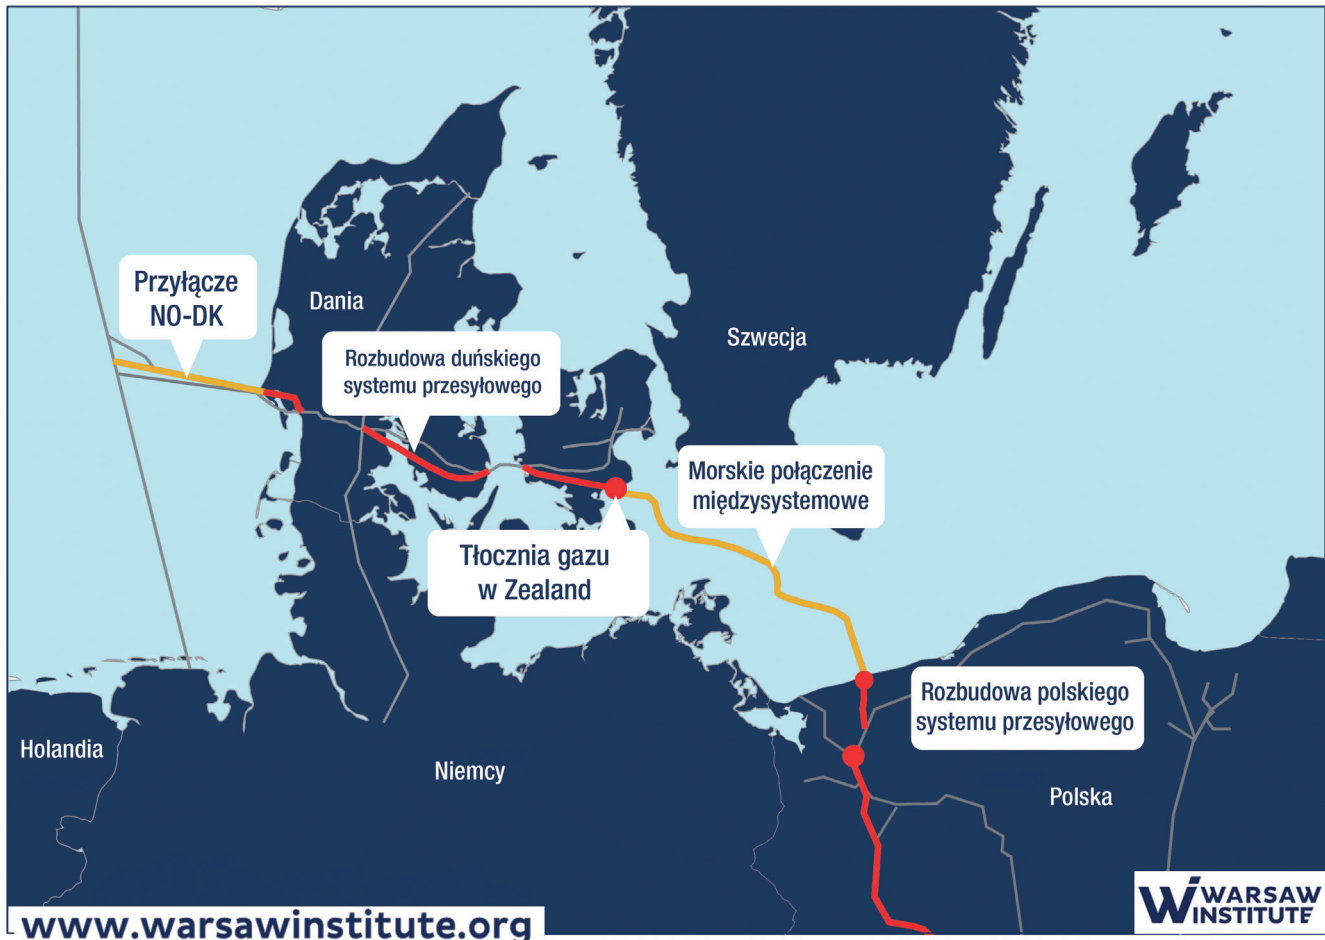 Przyłącze
NO-DK
Dania
Rozbudowa duńskiego
systemu przesyłowego
Szwecja
Morskie połączenie
międzysystemowe
Tłocznia gazu
w Zealand
Rozbudowa polskiego
systemu przesyłowego
Holandia
Niemcy
Polska
www.warsawinstitute.org
WARSAW
INSTITUTE